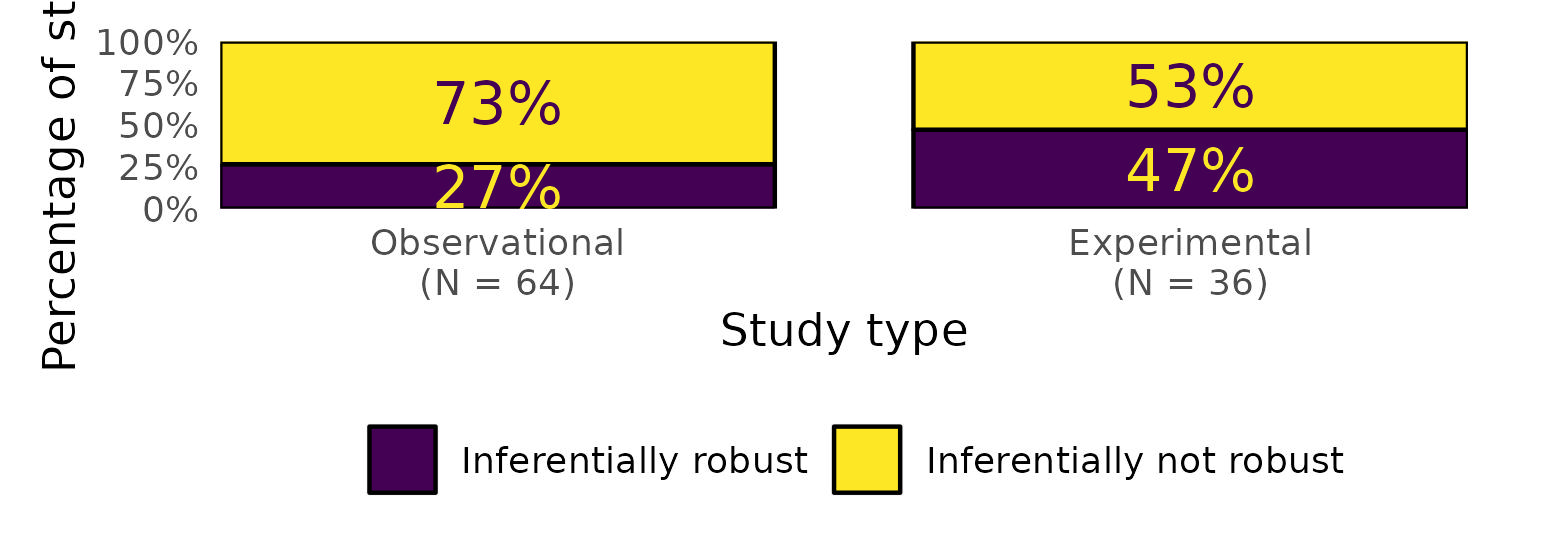 Percentage of
100%
75%
50%
25%
0%
73%
27%
53%
47%
Observational
(N = 64)
Experimental
(N = 36)
Study type
Inferentially robust
Inferentially not robust